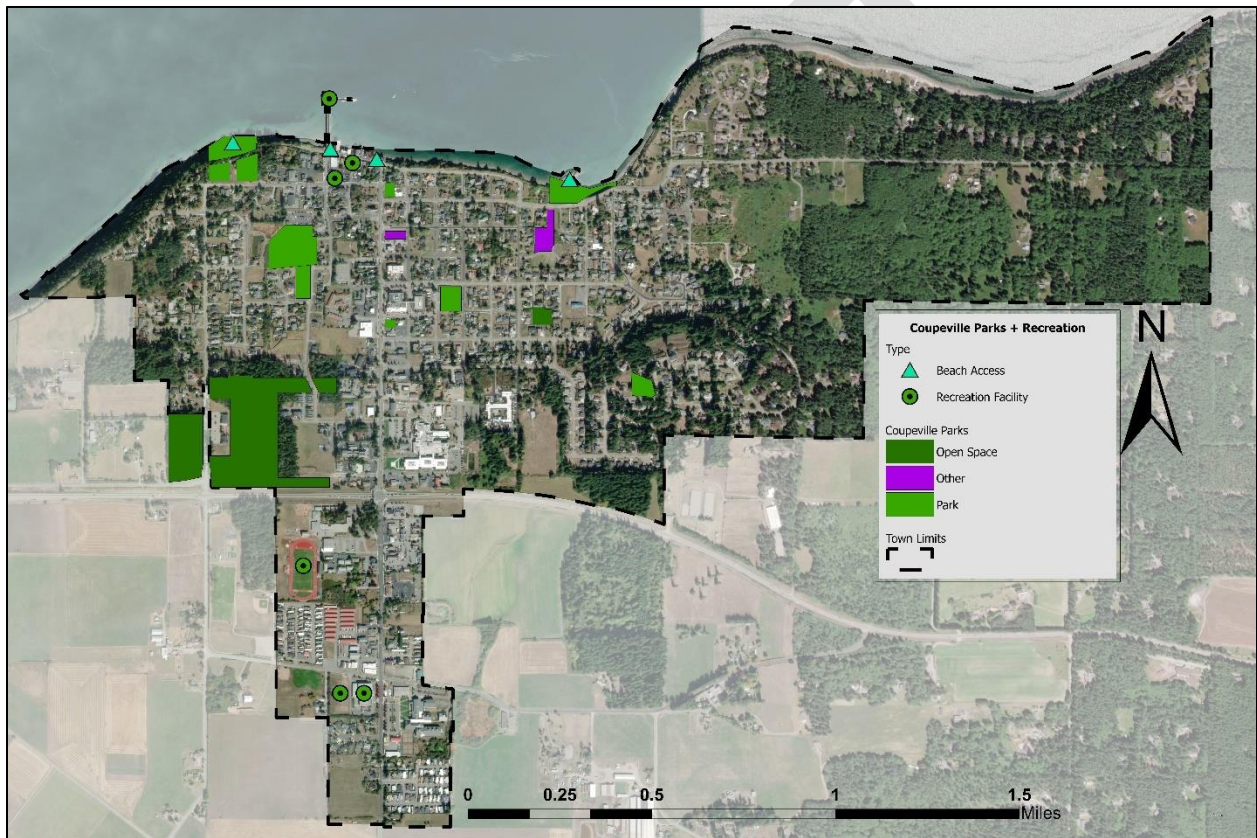 Coupeville Parks + Recreation
N
Type
Beach Access
Recreation Facility
Coupeville Parks
Open Space
Other
Park
Town Limits
0 0.25 0.5 1 1.5
Miles